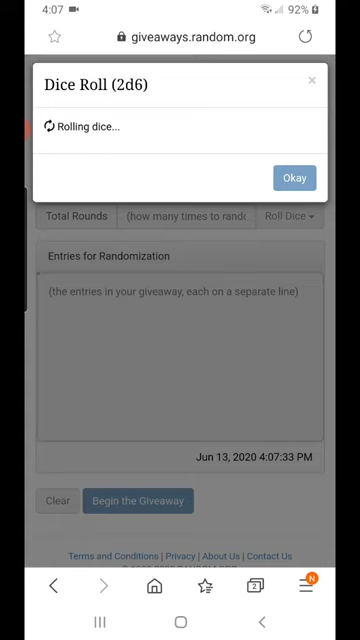 4:07
92%
giveaways.random.org
Dice Roll (2d6)
×
Rolling dice...
Okay
Total Rounds
(how many times to rando
Roll Dice
Entries for Randomization
(the entries in your giveaway, each on a separate line)
Jun 13, 2020 4:07:33 PM
Clear
Begin the Giveaway
Terms and Conditions | Privacy | About Us | Contact Us
2
N